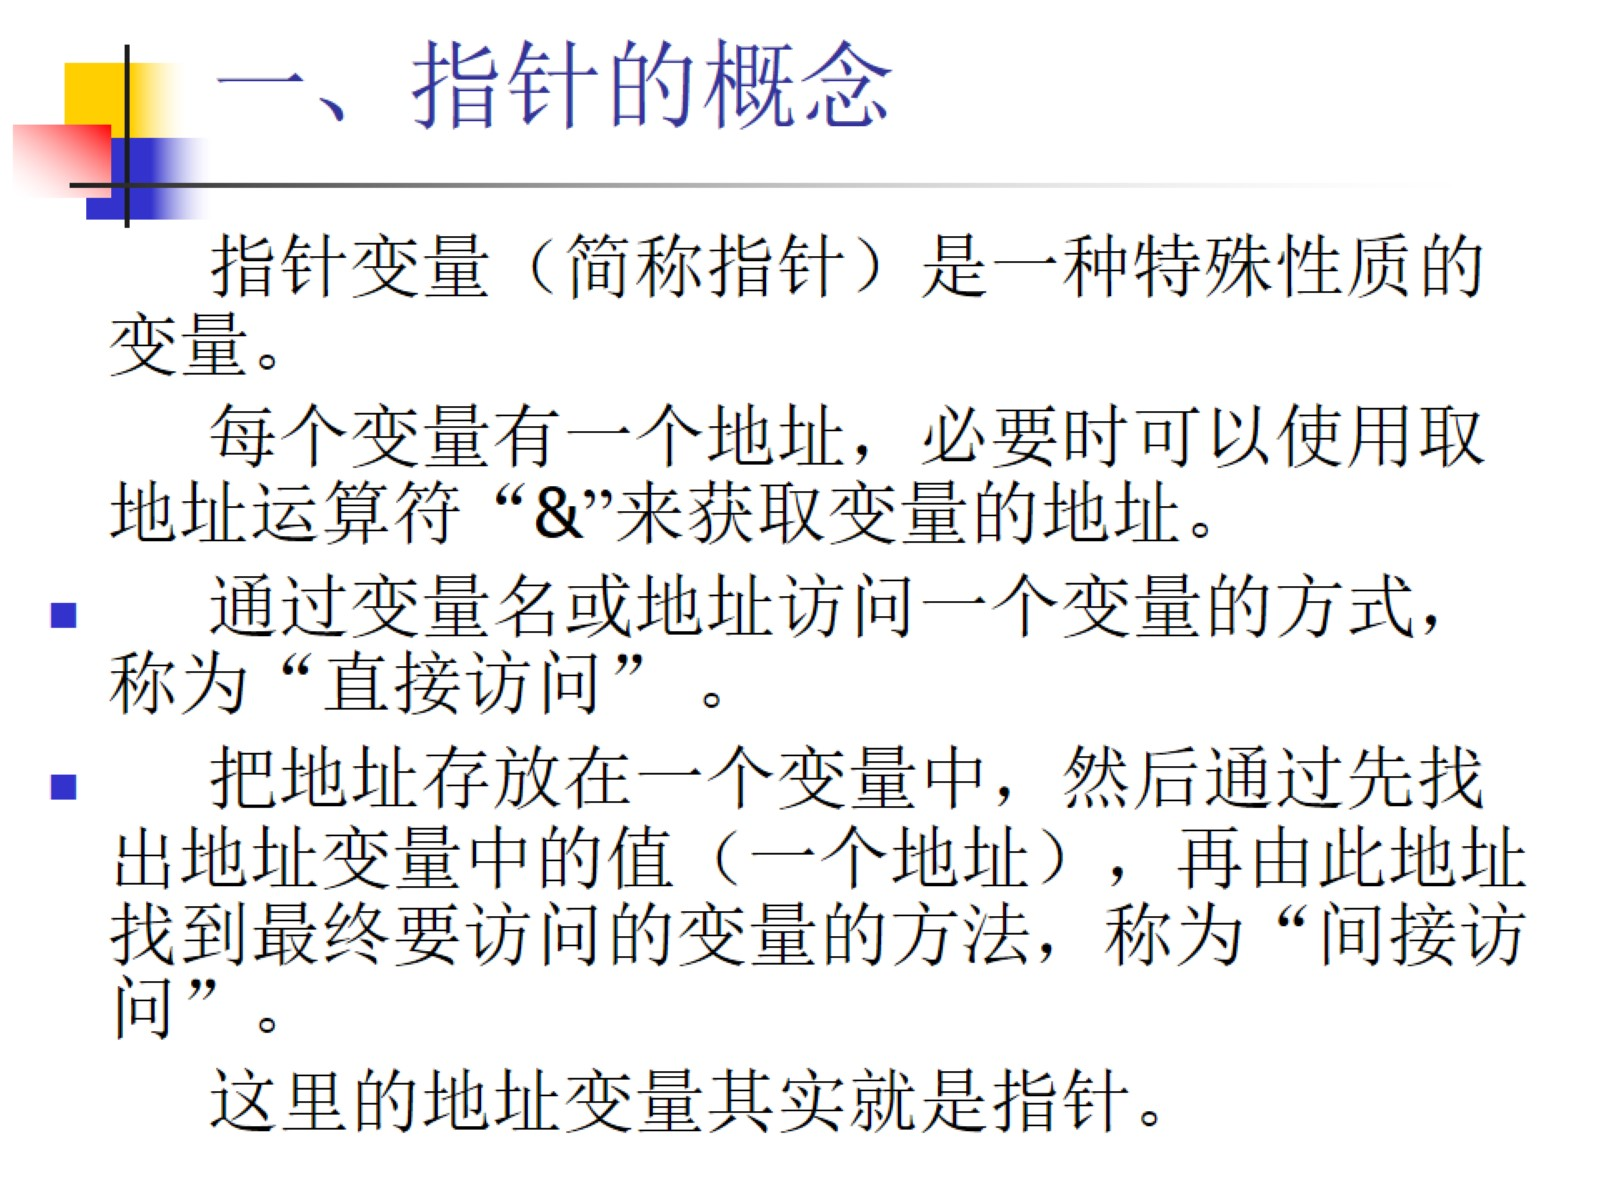 一、指针的概念
指针变量（简称指针）是一种特殊性质的
变量。
每个变量有一个地址，必要时可以使用取
地址运算符“&”来获取变量的地址。
通过变量名或地址访问一个变量的方式，
称为“直接访问” 。
把地址存放在一个变量中，然后通过先找
出地址变量中的值（一个地址），再由此地址
找到最终要访问的变量的方法，称为“间接访
问” 。
这里的地址变量其实就是指针。